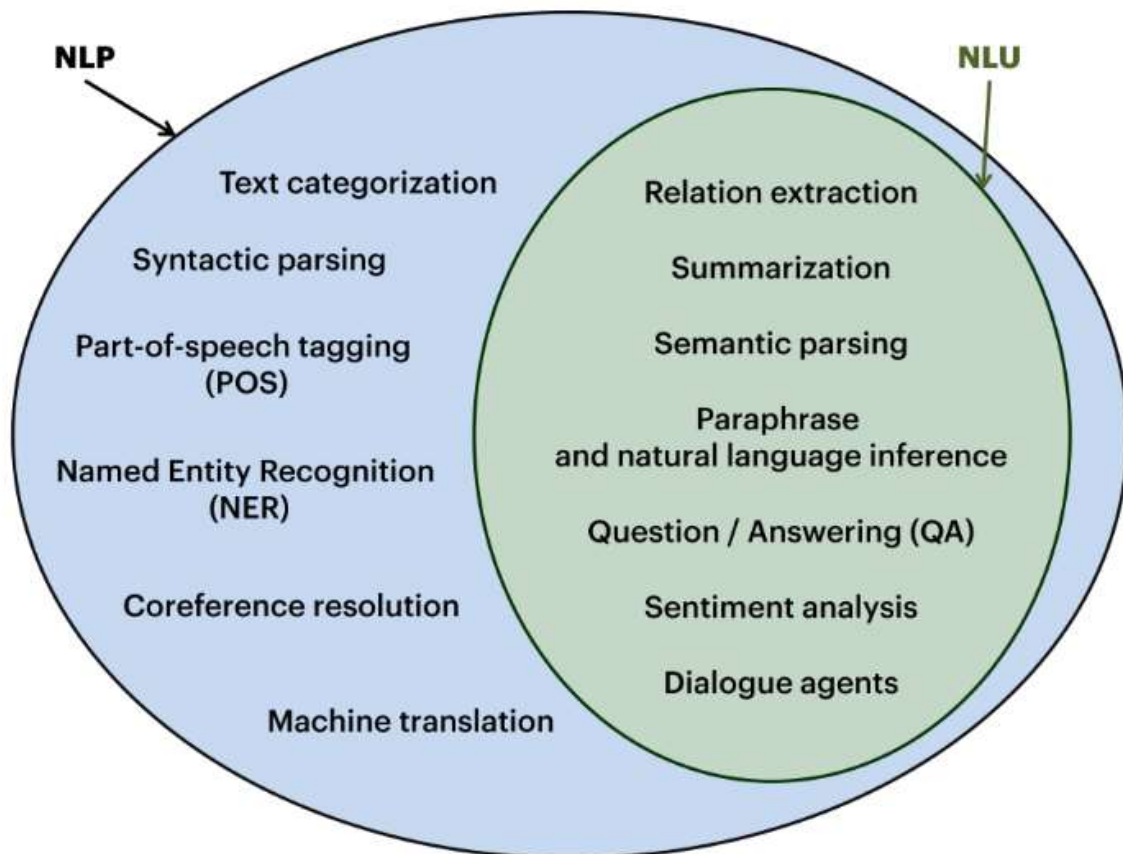 NLP
NLU
Text categorization
Syntactic parsing
Part-of-speech tagging
(POS)
Named Entity Recognition
(NER)
Coreference resolution
Machine translation
Relation extraction
Summarization
Semantic parsing
Paraphrase
and natural language inference
Question / Answering (QA)
Sentiment analysis
Dialogue agents